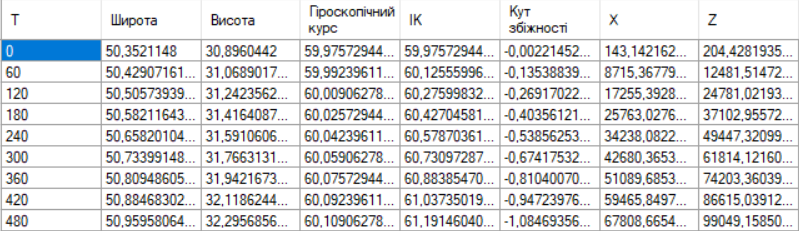 T Широта Висота Гіроскопічний курс IK Кут збіжності X Z
0 50,3521148 30,8960442 59,97572944... 59,97572944... -0,00221452... 143,142162... 204,4281935...
60 50,42907161... 31,0689017... 59,99239611... 60,12555996... -0,13538839... 8715,36779... 12481,51472...
120 50,50573939... 31,2423562... 60,00906278... 60,27599832... -0,26917022... 17255,3928... 24781,02193...
180 50,58211643... 31,4164087... 60,02572944... 60,42704581... -0,40356121... 25763,0276... 37102,95572...
240 50,65820104... 31,5910606... 60,04239611... 60,57870361... -0,53856253... 34238,0822... 49447,32099...
300 50,73399148... 31,7663131... 60,05906278... 60,73097287... -0,67417532... 42680,3653... 61814,12160...
360 50,80948605... 31,9421673... 60,07572944... 60,88385470... -0,81040070... 51089,6853... 74203,36039...
420 50,88468302... 32,1186244... 60,09239611... 61,03735019... -0,94723976... 59465,8497... 86615,03912...
480 50,95958064... 32,2956856... 60,10906278... 61,19146040... -1,08469356... 67808,6654... 99049,15850...